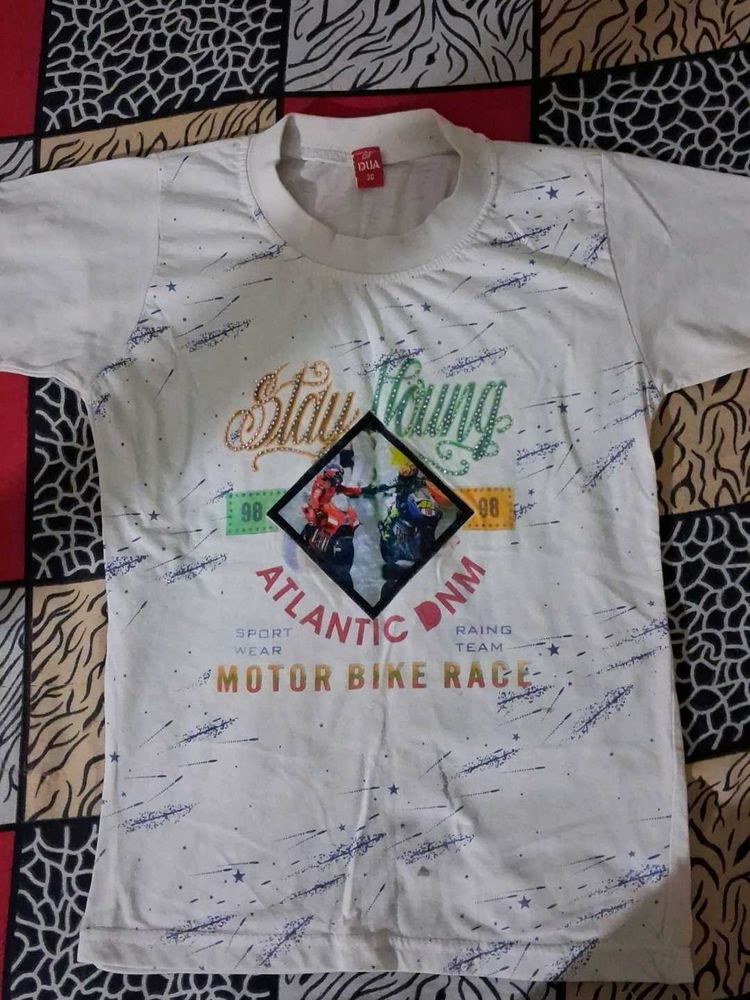 DUA
30
Stay Young
98 98
ATLANTIC DNM
SPORT WEAR
RAING TEAM
MOTOR BIKE RACE